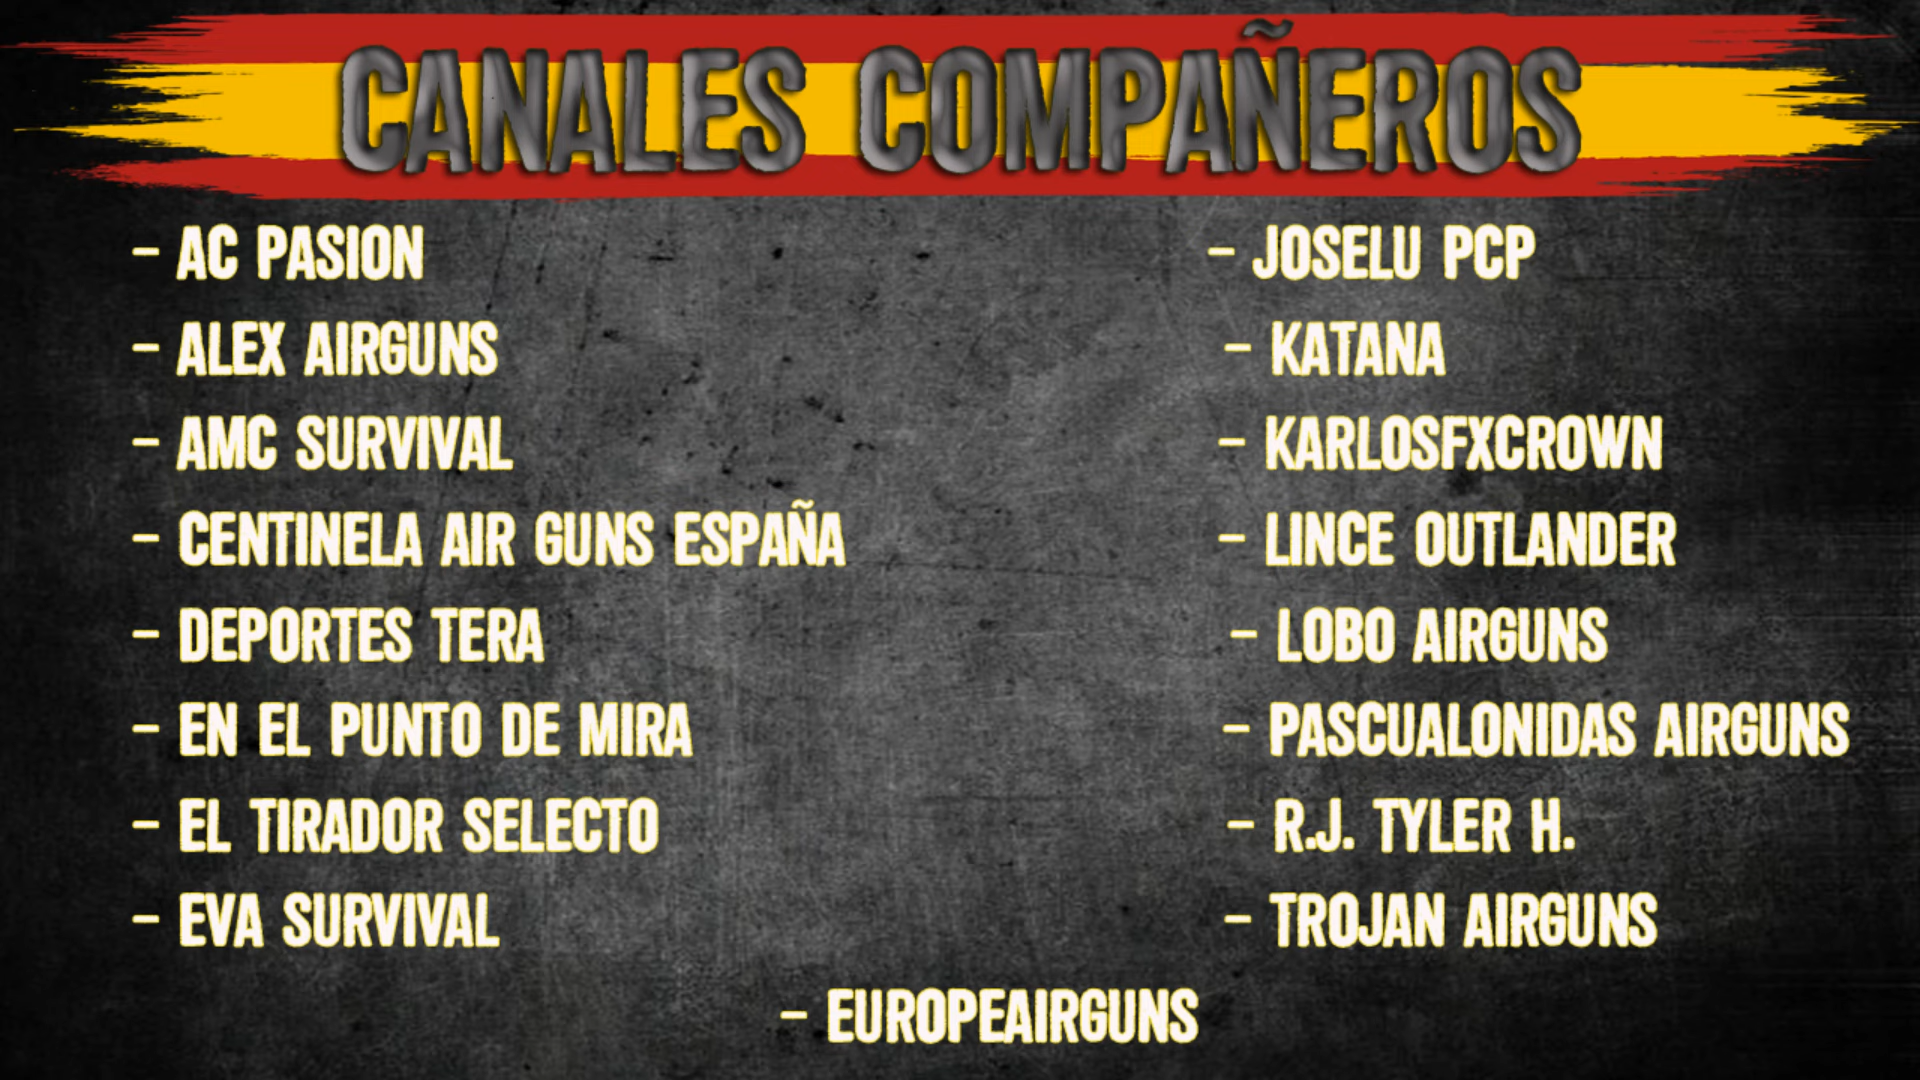 CANALES COMPAÑEROS
- AC PASION
- ALEX AIRGUNS
- AMC SURVIVAL
- CENTINELA AIR GUNS ESPAÑA
- DEPORTES TERA
- EN EL PUNTO DE MIRA
- EL TIRADOR SELECTO
- EVA SURVIVAL
- JOSELU PCP
- KATANA
- KARLOSFXCROWN
- LINCE OUTLANDER
- LOBO AIRGUNS
- PASCUALONIDAS AIRGUNS
- R.J. TYLER H.
- TROJAN AIRGUNS
- EUROPEAIRGUNS